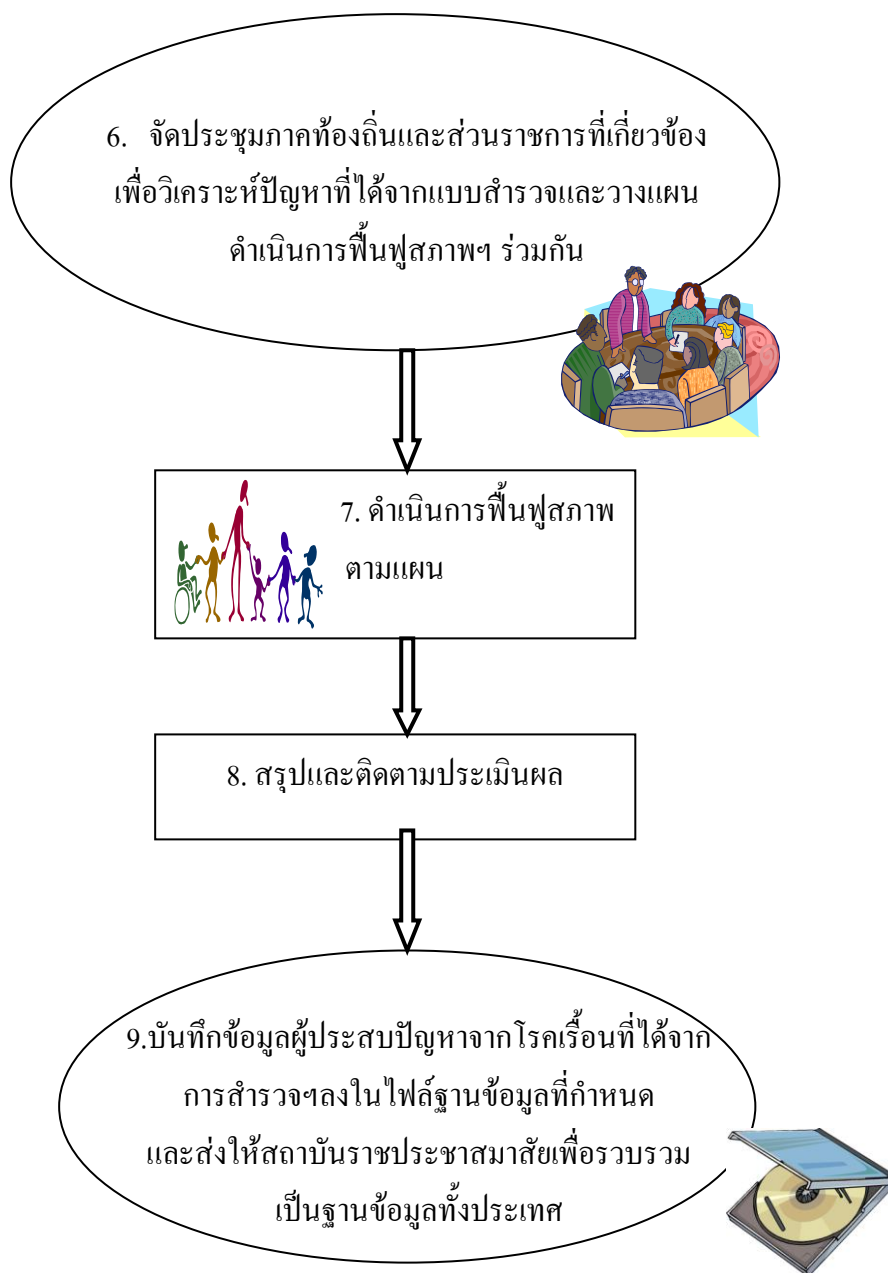 6. จัดประชุมภาคท้องถิ่นและส่วนราชการที่เกี่ยวข้อง
เพื่อวิเคราะห์ปัญหาที่ได้จากแบบสำรวจและวางแผน
ดำเนินการฟื้นฟูสภาพฯ ร่วมกัน
7. ดำเนินการฟื้นฟูสภาพ
ตามแผน
8. สรุปและติดตามประเมินผล
9.บันทึกข้อมูลผู้ประสบปัญหาจากโรคเรื้อนที่ได้จาก
การสำรวจฯลงในไฟล์ฐานข้อมูลที่กำหนด
และส่งให้สถาบันราชประชาสมาสัยเพื่อรวบรวม
เป็นฐานข้อมูลทั้งประเทศ